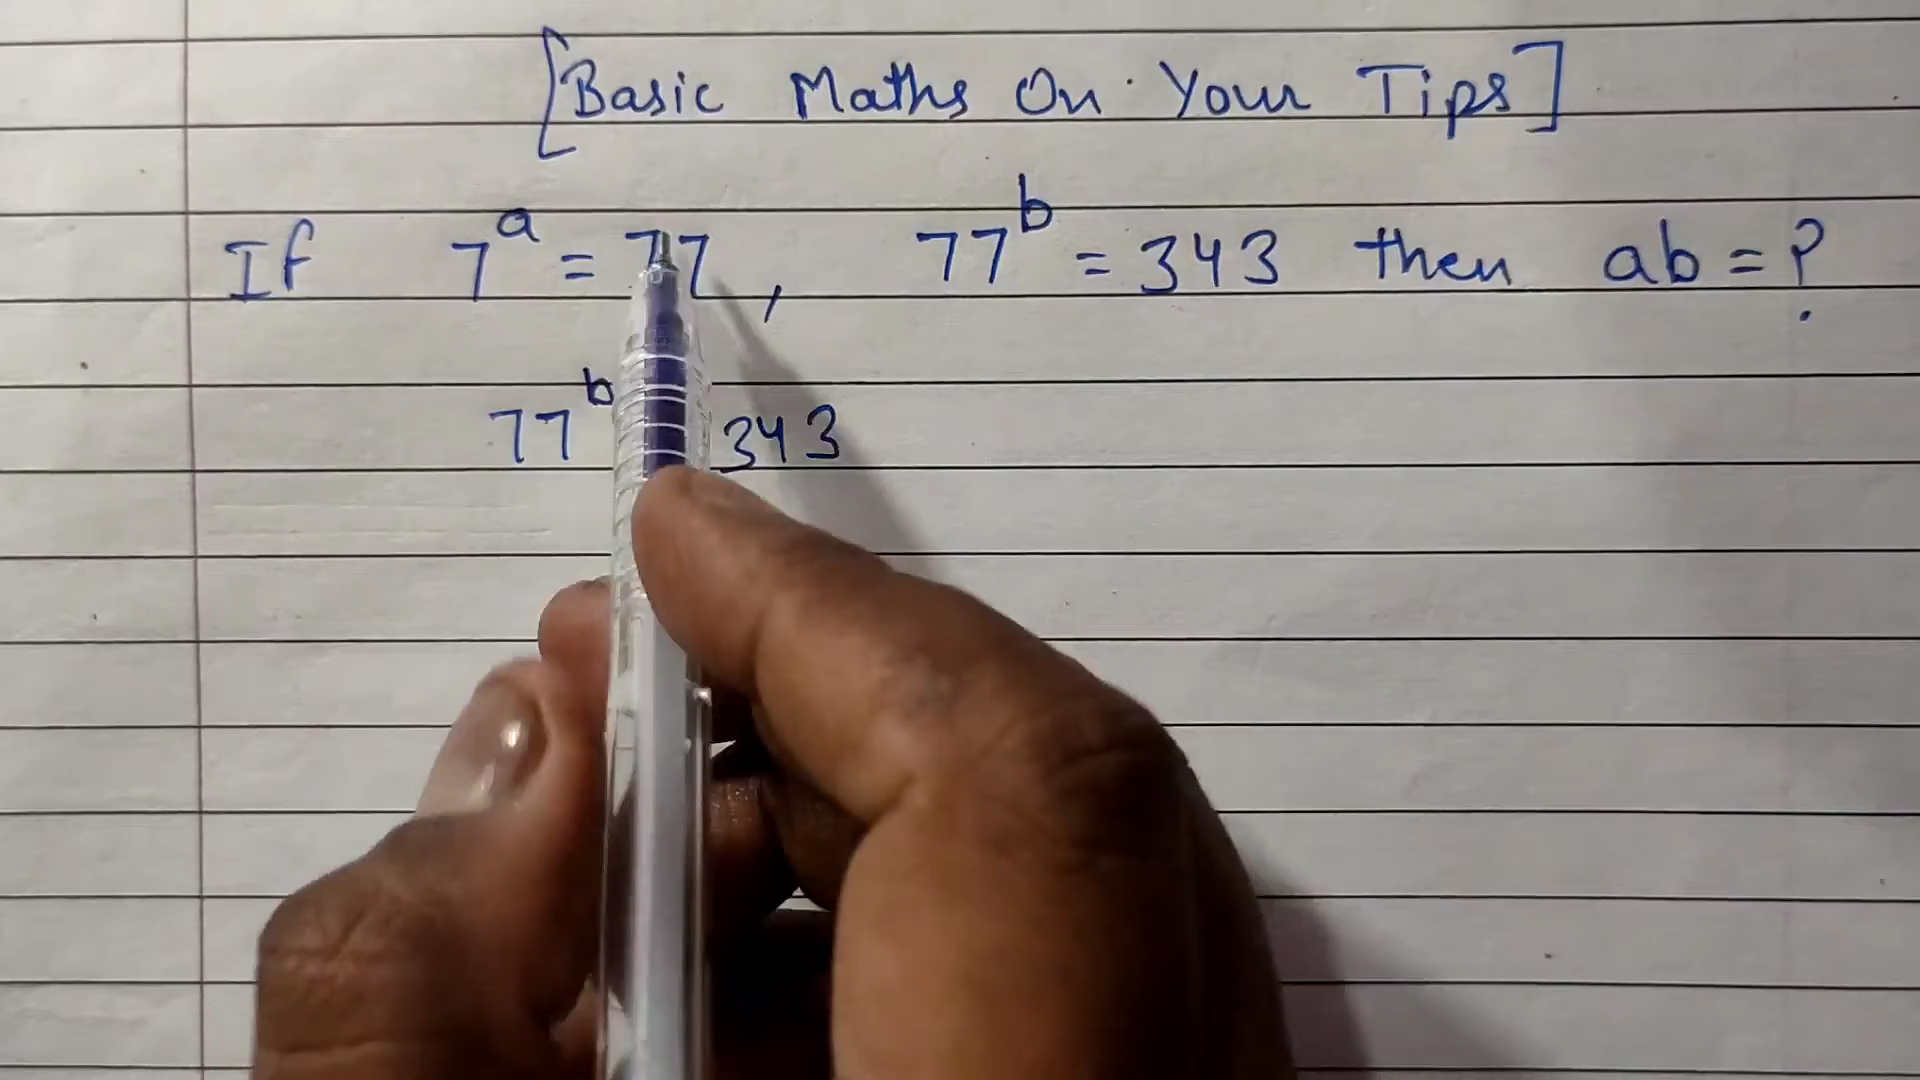 [Basic Maths On Your Tips]
If 7^a = 77, 77^b = 343 then ab = ?
77^b 343